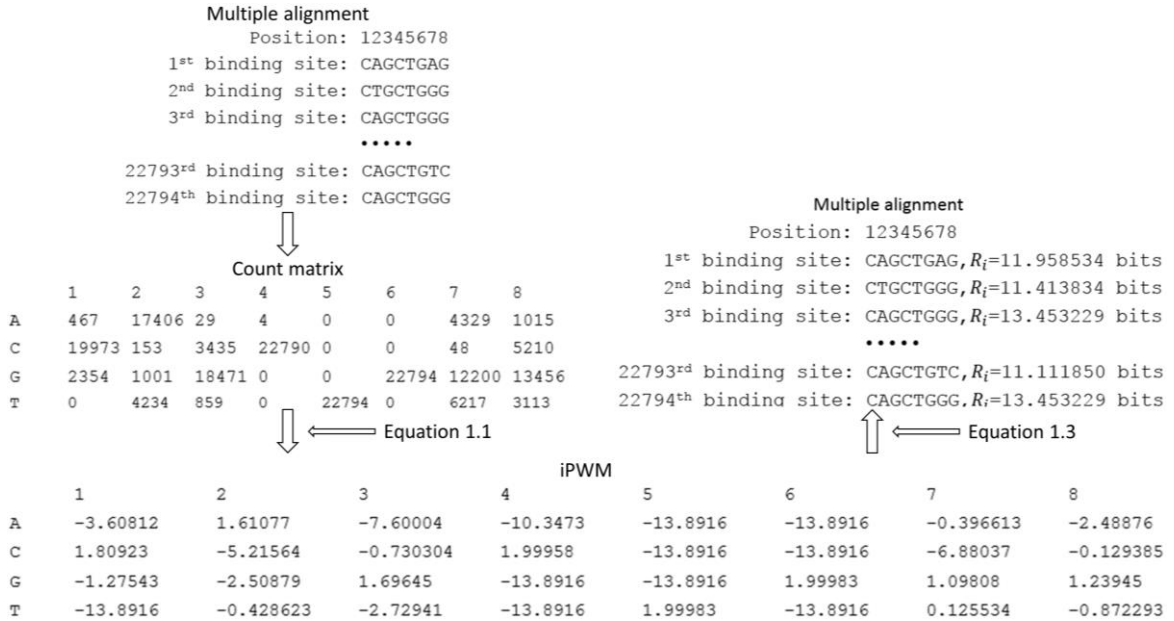 Multiple alignment
Position: 12345678
1st binding site: CAGCTGAG
2nd binding site: CTGCTGGG
3rd binding site: CAGCTGGG
•••••
22793rd binding site: CAGCTGTC
22794th binding site: CAGCTGGG
Count matrix
1 2 3 4 5 6 7 8
A 467 17406 29 4 0 0 4329 1015
C 19973 153 3435 22790 0 0 48 5210
G 2354 1001 18471 0 0 22794 12200 13456
T 0 4234 859 0 22794 0 6217 3113
Equation 1.1
Multiple alignment
Position: 12345678
1st binding site: CAGCTGAG,Ri=11.958534 bits
2nd binding site: CTGCTGGG,Ri=11.413834 bits
3rd binding site: CAGCTGGG,Ri=13.453229 bits
•••••
22793rd binding site: CAGCTGTC,Ri=11.111850 bits
22794th binding site: CAGCTGGG,Ri=13.453229 bits
Equation 1.3
iPWM
1 2 3 4 5 6 7 8
A -3.60812 1.61077 -7.60004 -10.3473 -13.8916 -13.8916 -0.396613 -2.48876
C 1.80923 -5.21564 -0.730304 1.99958 -13.8916 -13.8916 -6.88037 -0.129385
G -1.27543 -2.50879 1.69645 -13.8916 -13.8916 1.99983 1.09808 1.23945
T -13.8916 -0.428623 -2.72941 -13.8916 1.99983 -13.8916 0.125534 -0.872293